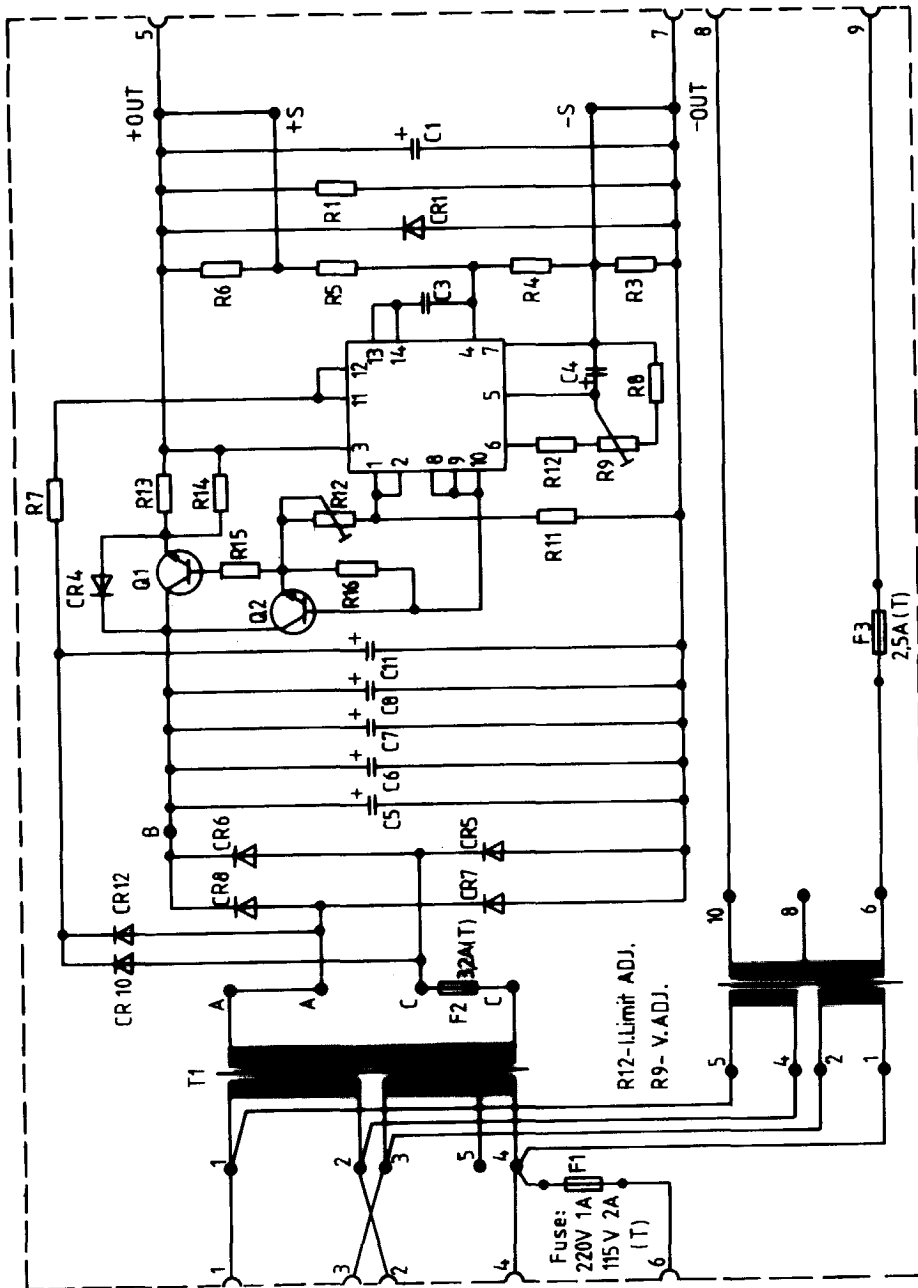 CR10
CR12
R7
T1
1
1
A
A
B
CR4
Q1
R13
R14
+OUT
5
+S
CR8
CR6
Q2
R15
R12
R16
3
11
12
13
14
C3
R6
R5
R1
CR1
C1
+
3
2
2
3
5
C
F2
3,2A(T)
C
C5
+
C6
+
C7
+
C8
+
C11
+
1
2
8
9
10
4
6
5
7
R4
CR7
CR5
R11
R12
R9
C4
+
R8
R3
-S
-OUT
7
4
4
Fuse:
220V 1A
115V 2A
(T)
F1
6
R12-I.Limit ADJ.
R9- V.ADJ.
5
4
2
1
10
8
6
8
F3
2,5A(T)
9